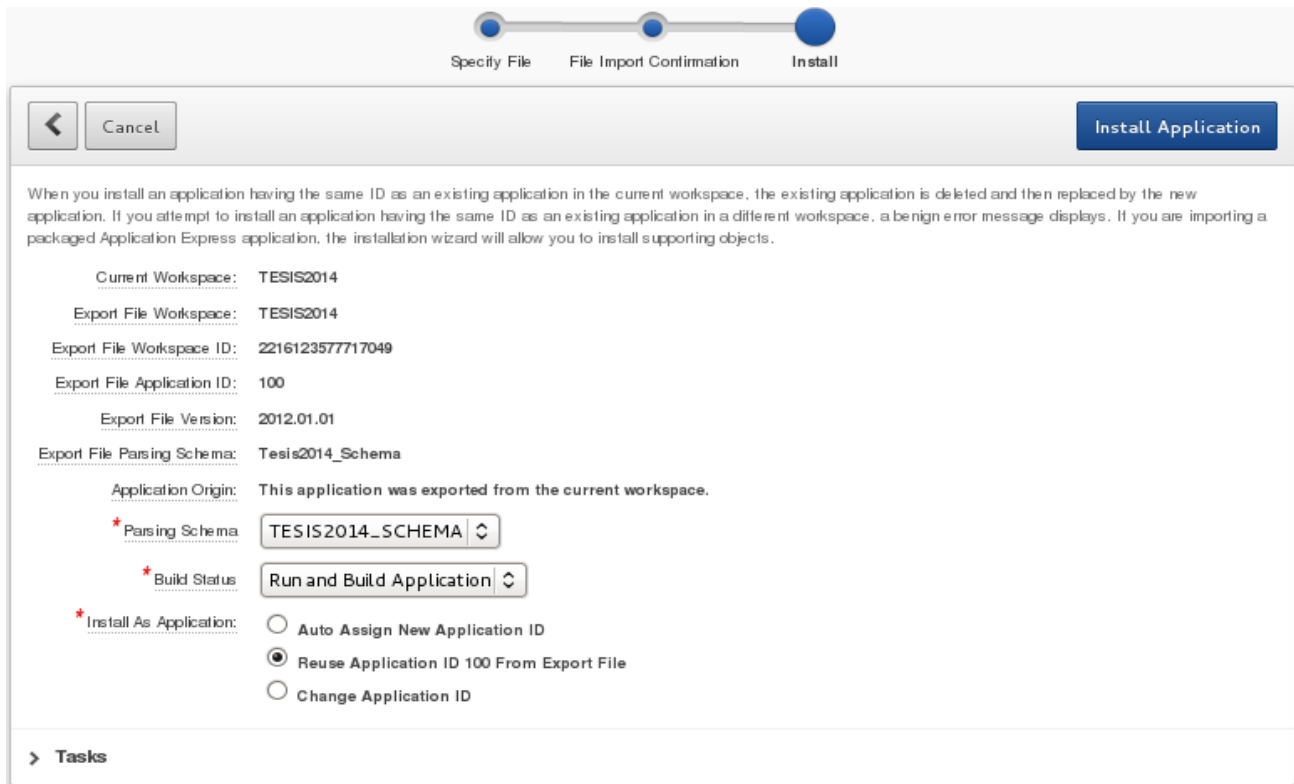 Specify File File Import Confirmation Install
Cancel Install Application
When you install an application having the same ID as an existing application in the current workspace, the existing application is deleted and then replaced by the new
application. If you attempt to install an application having the same ID as an existing application in a different workspace, a benign error message displays. If you are importing a
packaged Application Express application, the installation wizard will allow you to install supporting objects.
Current Workspace: TESIS2014
Export File Workspace: TESIS2014
Export File Workspace ID: 2216123577717049
Export File Application ID: 100
Export File Version: 2012.01.01
Export File Parsing Schema: Tesis2014_Schema
Application Origin: This application was exported from the current workspace.
* Parsing Schema TESIS2014_SCHEMA
* Build Status Run and Build Application
* Install As Application: Auto Assign New Application ID
Reuse Application ID 100 From Export File
Change Application ID
Tasks